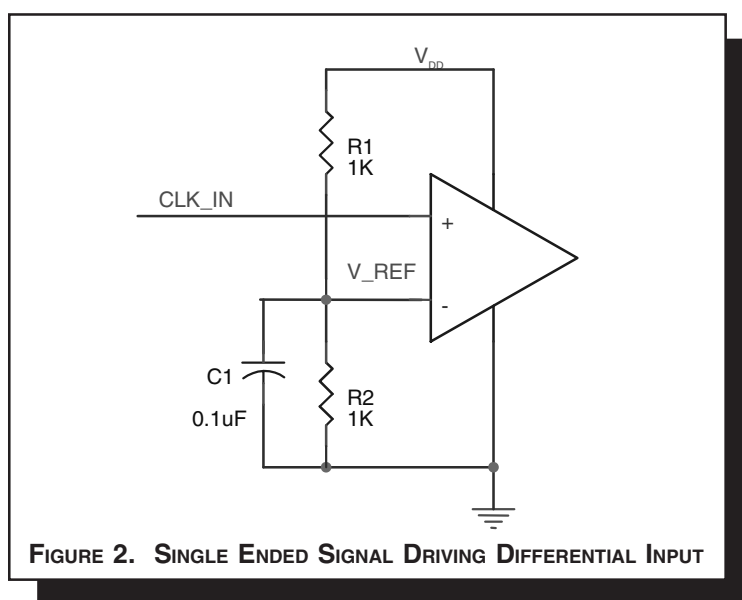 V_DD
R1
1K
CLK_IN
+
V_REF
-
C1
0.1uF
R2
1K
FIGURE 2. SINGLE ENDED SIGNAL DRIVING DIFFERENTIAL INPUT